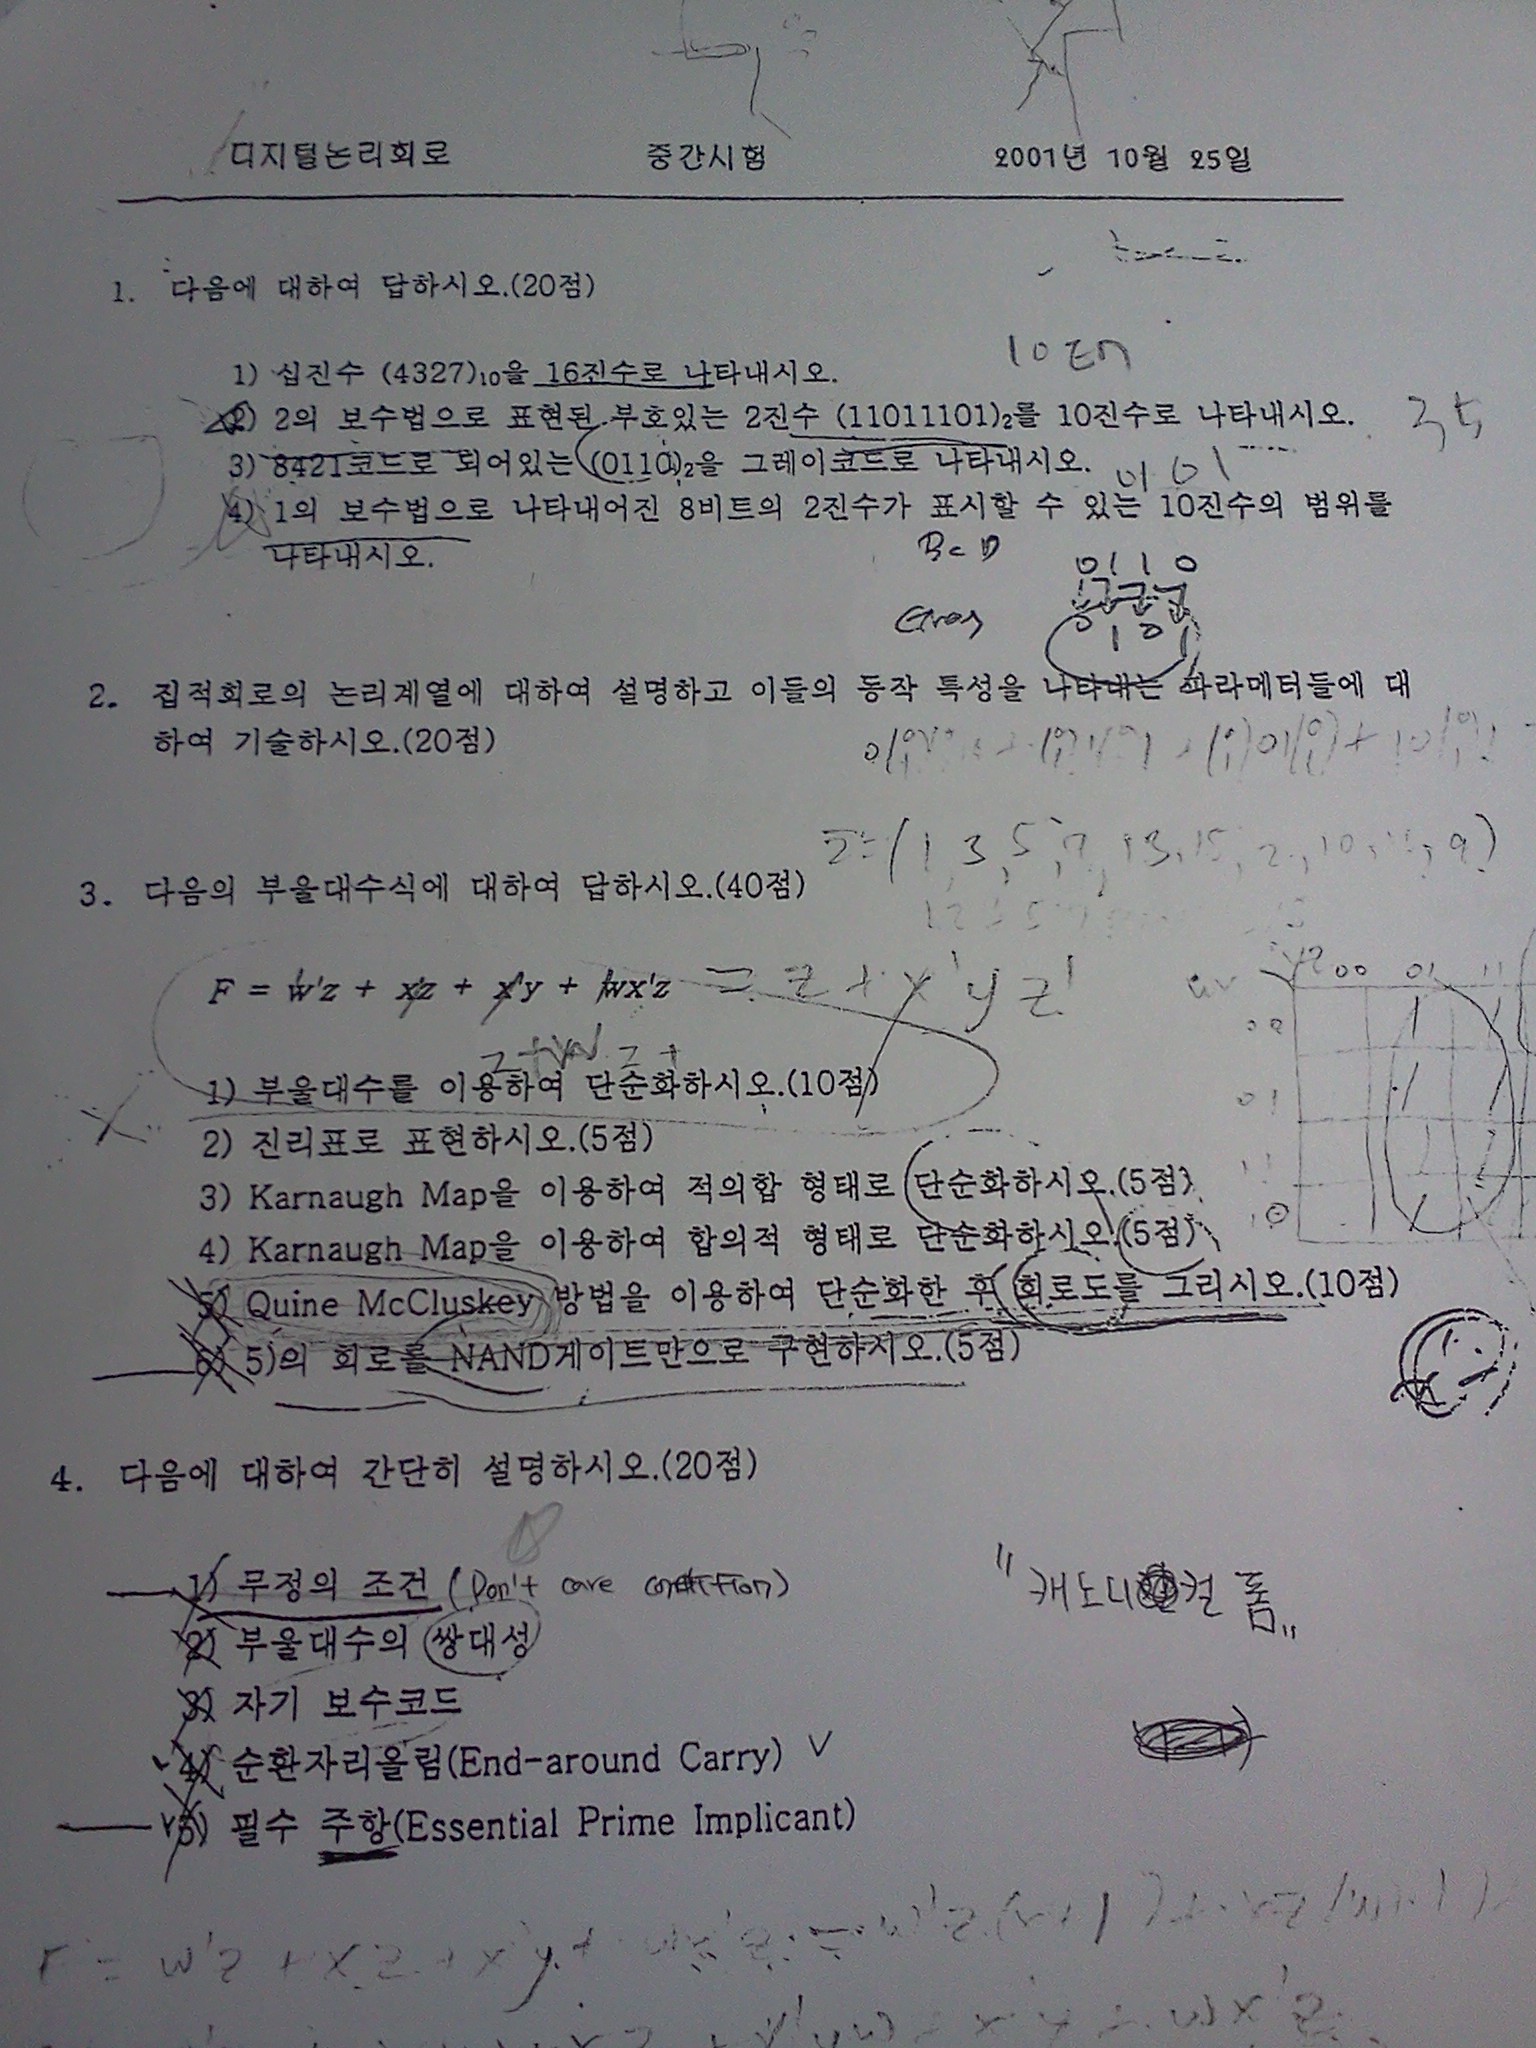 디지털논리회로 중간시험 2001년 10월 25일
1. 다음에 대하여 답하시오.(20점)
1) 십진수 (4327)₁₀을 16진수로 나타내시오.
2) 2의 보수법으로 표현된 부호있는 2진수 (11011101)₂를 10진수로 나타내시오. 35
3) 8421코드로 되어있는 (0110)₂을 그레이코드로 나타내시오. 0101
4) 1의 보수법으로 나타내어진 8비트의 2진수가 표시할 수 있는 10진수의 범위를
나타내시오.
BCD 0110
Gray 0101
2. 집적회로의 논리계열에 대하여 설명하고 이들의 동작 특성을 나타내는 파라메터들에 대
하여 기술하시오.(20점)
Σ=(1, 3, 5, 7, 13, 15, 2, 10, 11, 9)
3. 다음의 부울대수식에 대하여 답하시오.(40점)
F = w'z + xz + x'y + wx'z = z + x'yz'
yz 00 01 11
00 1 1
01 1 1
11 1 1
10 1
1) 부울대수를 이용하여 단순화하시오.(10점)
2) 진리표로 표현하시오.(5점)
3) Karnaugh Map을 이용하여 적의합 형태로 단순화하시오.(5점)
4) Karnaugh Map을 이용하여 합의적 형태로 단순화하시오.(5점)
5) Quine McCluskey 방법을 이용하여 단순화한 후 회로도를 그리시오.(10점)
6) 5)의 회로를 NAND게이트만으로 구현하시오.(5점)
4. 다음에 대하여 간단히 설명하시오.(20점)
1) 무정의 조건 (Don't care condition)
"캐노니컬 폼"
2) 부울대수의 쌍대성
3) 자기 보수코드
4) 순환자리올림(End-around Carry) ✓
5) 필수 주항(Essential Prime Implicant)
F = w'z + xz + x'y +